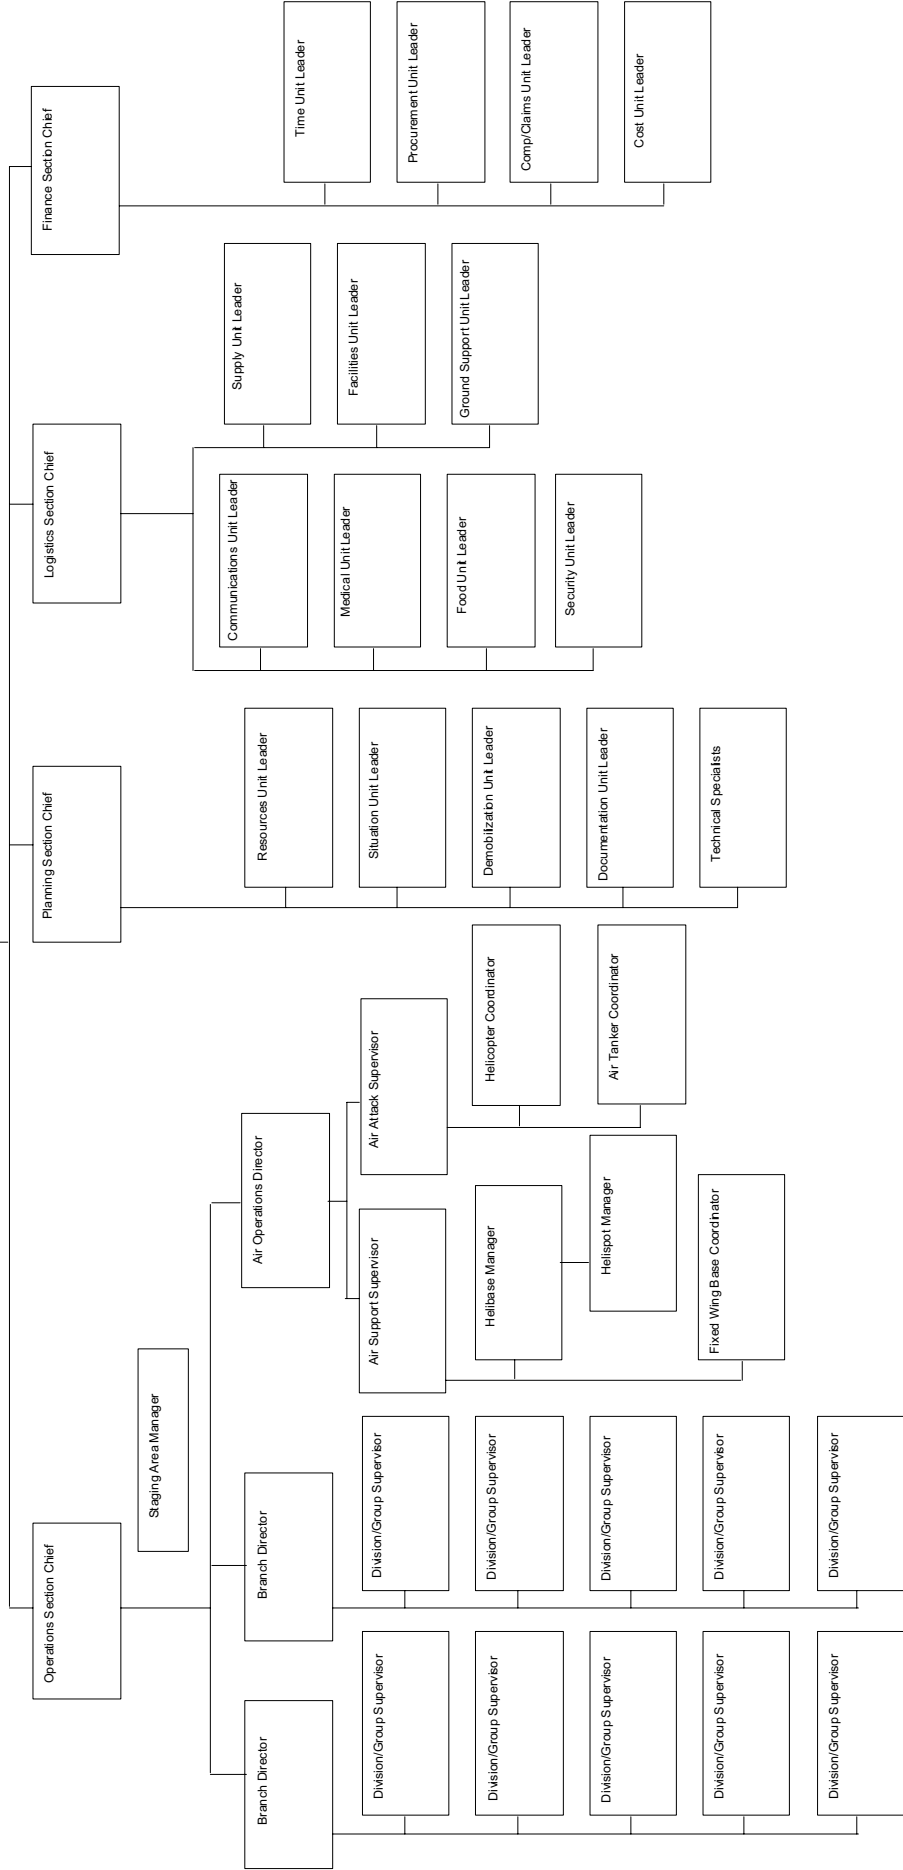 Operations Section Chief
Staging Area Manager
Branch Director
Division/Group Supervisor
Division/Group Supervisor
Division/Group Supervisor
Division/Group Supervisor
Division/Group Supervisor
Branch Director
Division/Group Supervisor
Division/Group Supervisor
Division/Group Supervisor
Division/Group Supervisor
Division/Group Supervisor
Air Operations Director
Air Support Supervisor
Helibase Manager
Helispot Manager
Fixed Wing Base Coordinator
Air Attack Supervisor
Helicopter Coordinator
Air Tanker Coordinator
Planning Section Chief
Resources Unit Leader
Situation Unit Leader
Demobilization Unit Leader
Documentation Unit Leader
Technical Specialists
Logistics Section Chief
Communications Unit Leader
Medical Unit Leader
Food Unit Leader
Security Unit Leader
Supply Unit Leader
Facilities Unit Leader
Ground Support Unit Leader
Finance Section Chief
Time Unit Leader
Procurement Unit Leader
Comp/Claims Unit Leader
Cost Unit Leader